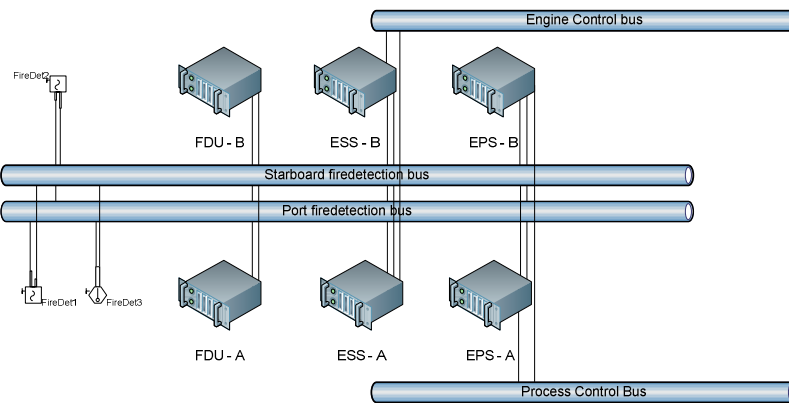 Engine Control bus
FireDet2
FDU - B
ESS - B
EPS - B
Starboard firedetection bus
Port firedetection bus
FireDet1
FireDet3
FDU - A
ESS - A
EPS - A
Process Control Bus